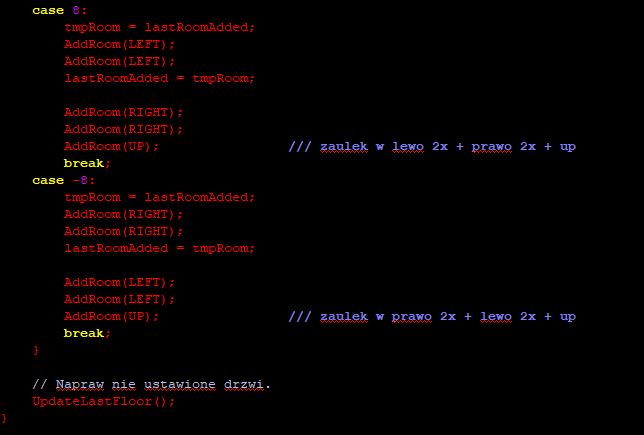 case 8:
tmpRoom = lastRoomAdded;
AddRoom(LEFT);
AddRoom(LEFT);
lastRoomAdded = tmpRoom;
AddRoom(RIGHT);
AddRoom(RIGHT);
AddRoom(UP); /// zaulek w lewo 2x + prawo 2x + up
break;
case -8:
tmpRoom = lastRoomAdded;
AddRoom(RIGHT);
AddRoom(RIGHT);
lastRoomAdded = tmpRoom;
AddRoom(LEFT);
AddRoom(LEFT);
AddRoom(UP); /// zaulek w prawo 2x + lewo 2x + up
break;
}
// Napraw nie ustawione drzwi.
UpdateLastFloor();
}